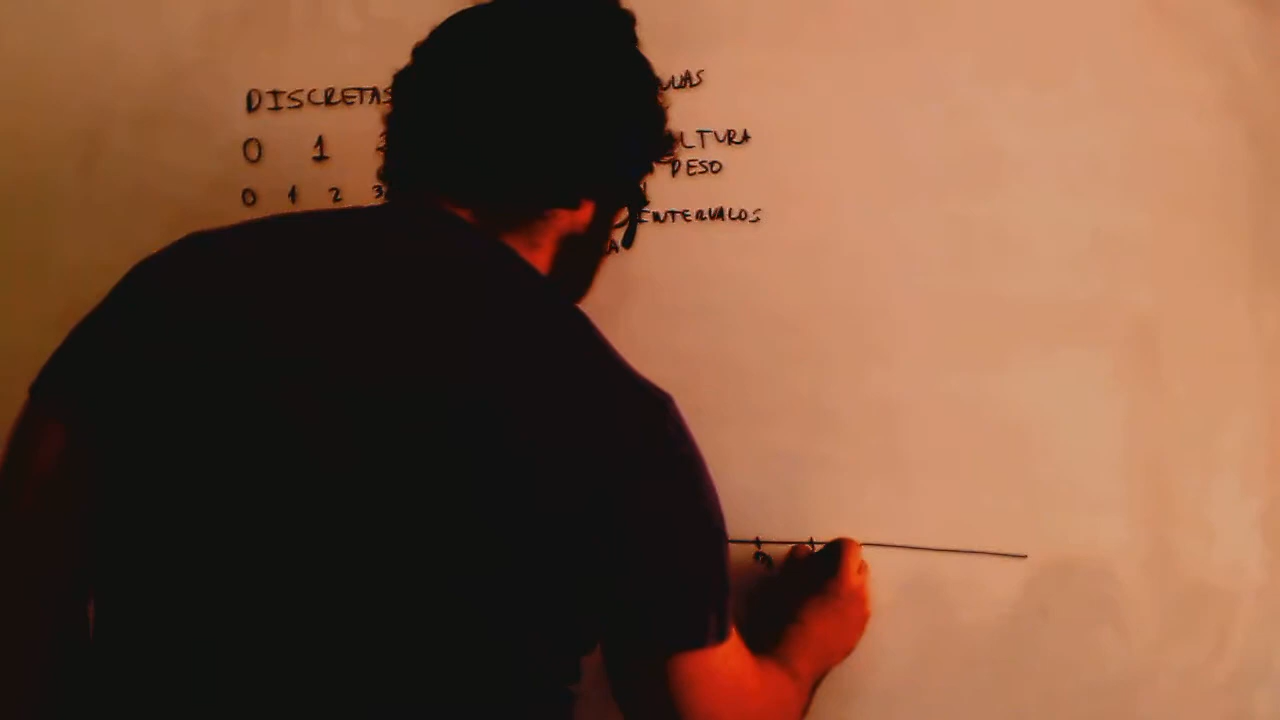 DISCRETAS
0 1
ALTURA
PESO
0 1 2 3
INTERVALOS